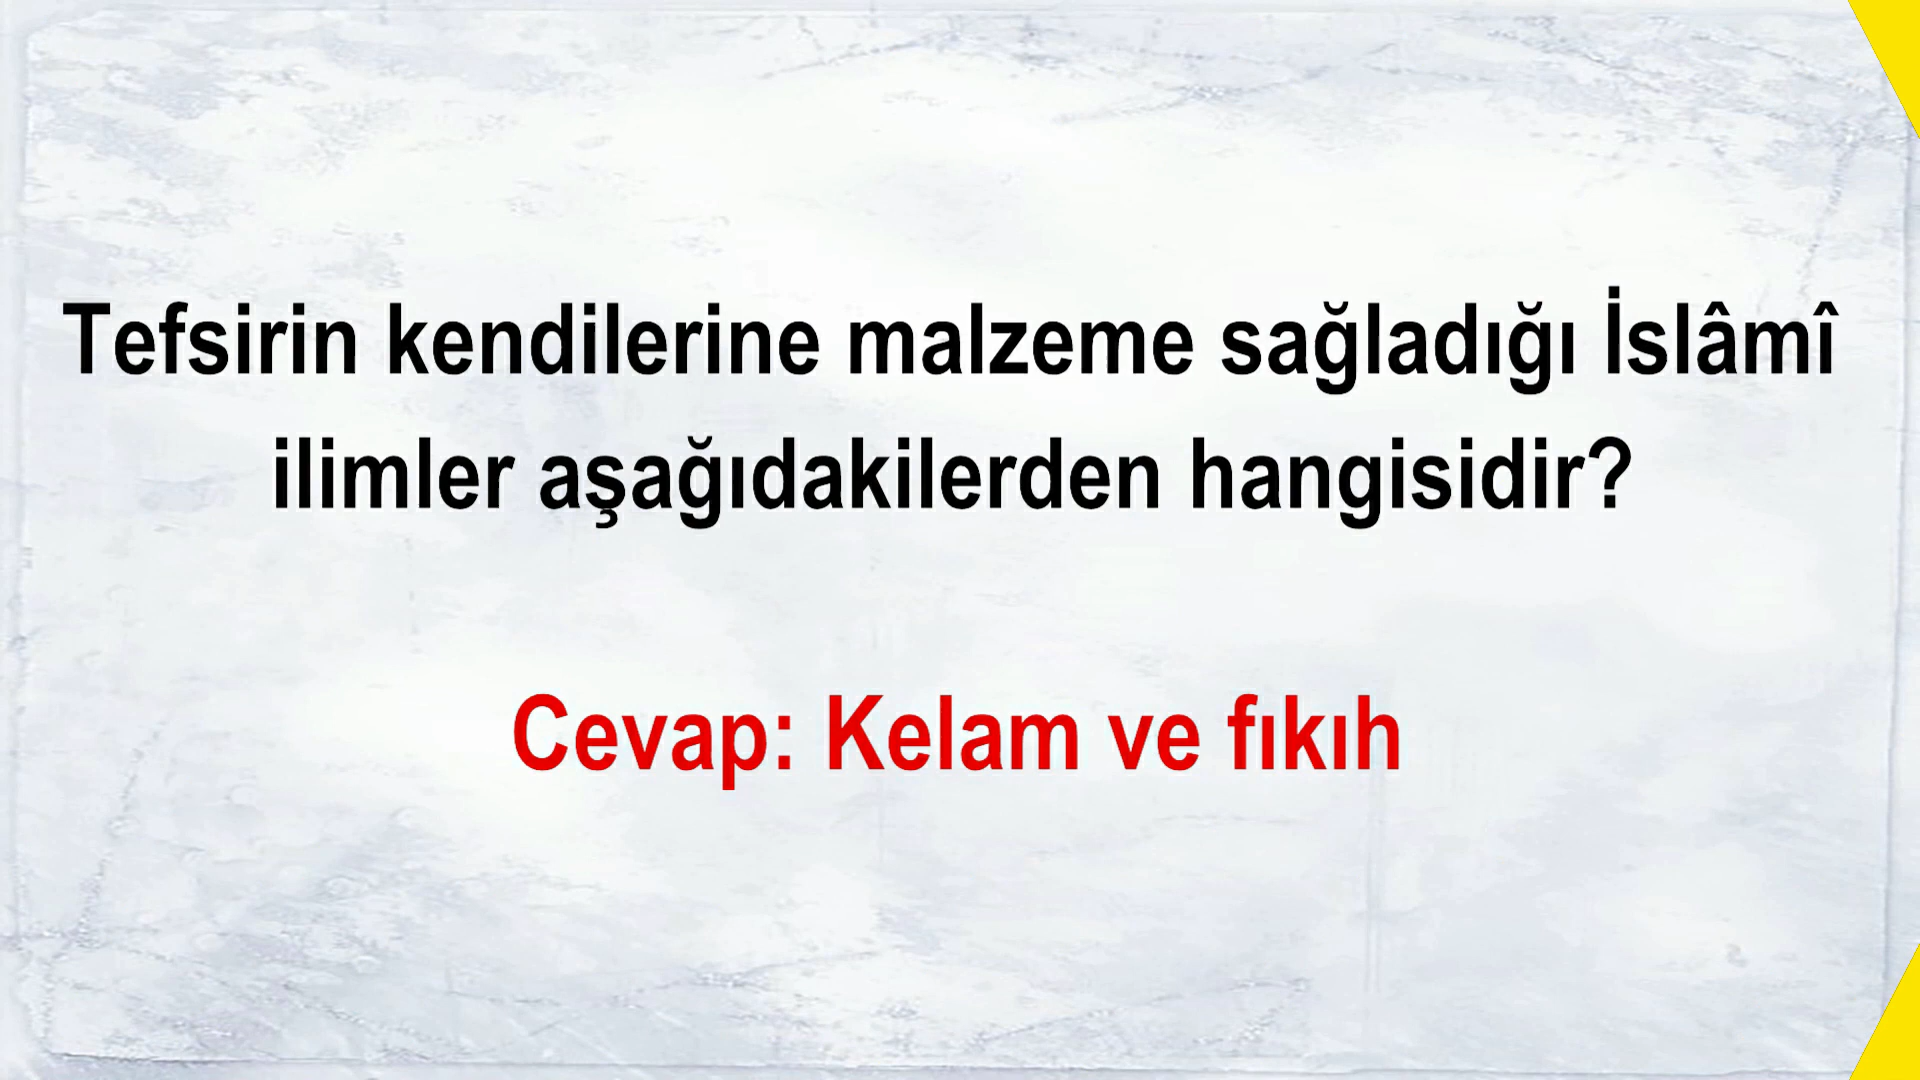 Tefsirin kendilerine malzeme sağladığı İslâmî
ilimler aşağıdakilerden hangisidir?
Cevap: Kelam ve fıkıh